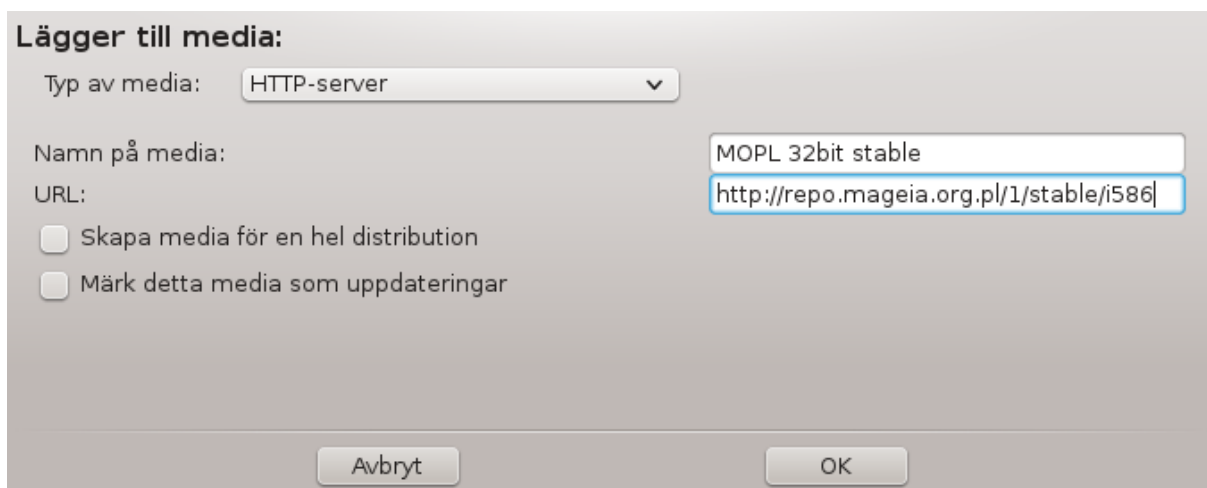 Lägger till media:
Typ av media: HTTP-server
Namn på media: MOPL 32bit stable
URL: http://repo.mageia.org.pl/1/stable/i586
Skapa media för en hel distribution
Märk detta media som uppdateringar
Avbryt OK